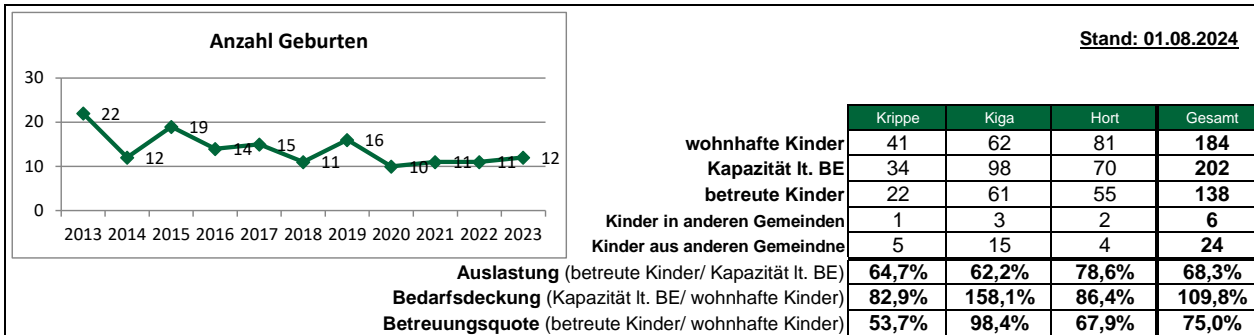 Anzahl Geburten
Stand: 01.08.2024
30
20
10
0
22
12
19
14
15
11
16
10
11
11
12
2013 2014 2015 2016 2017 2018 2019 2020 2021 2022 2023
Krippe Kiga Hort Gesamt
wohnhafte Kinder 41 62 81 184
Kapazität lt. BE 34 98 70 202
betreute Kinder 22 61 55 138
Kinder in anderen Gemeinden 1 3 2 6
Kinder aus anderen Gemeindne 5 15 4 24
Auslastung (betreute Kinder/ Kapazität lt. BE) 64,7% 62,2% 78,6% 68,3%
Bedarfsdeckung (Kapazität lt. BE/ wohnhafte Kinder) 82,9% 158,1% 86,4% 109,8%
Betreuungsquote (betreute Kinder/ wohnhafte Kinder) 53,7% 98,4% 67,9% 75,0%